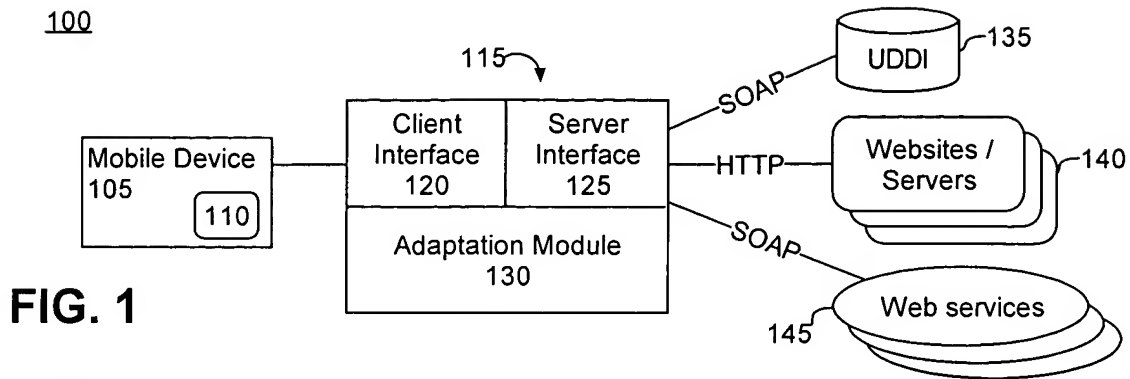 100
115
135
UDDI
SOAP
Client
Interface
120
Server
Interface
125
Mobile Device
105
110
HTTP
Websites /
Servers
140
SOAP
Adaptation Module
130
FIG. 1
Web services
145